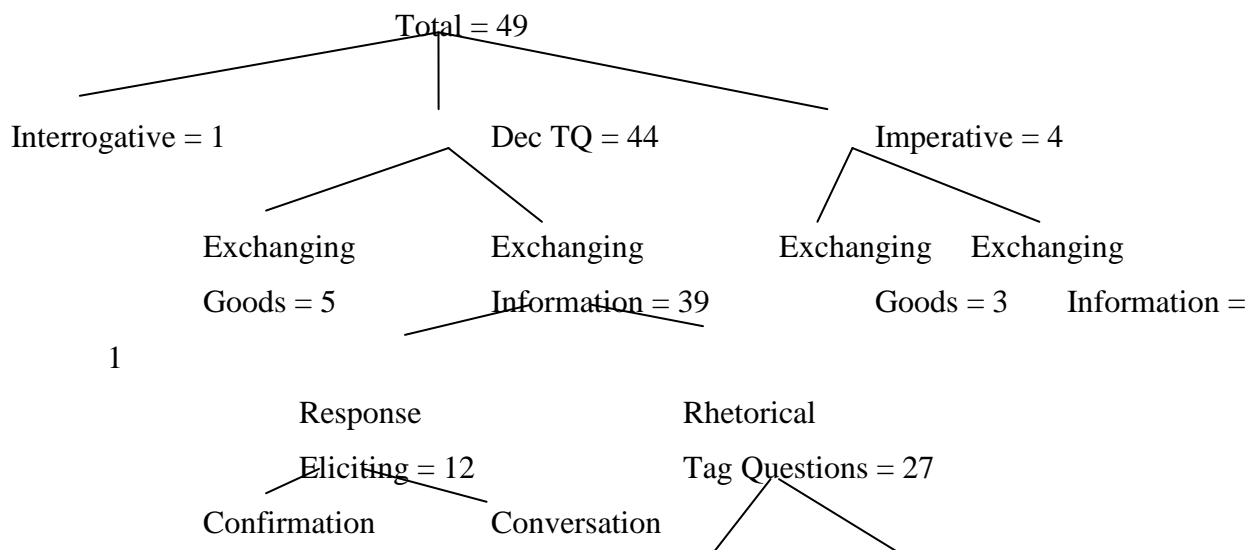 Total = 49
Interrogative = 1 Dec TQ = 44 Imperative = 4
Exchanging Exchanging Exchanging Exchanging
Goods = 5 Information = 39 Goods = 3 Information =
1
Response Rhetorical
Eliciting = 12 Tag Questions = 27
Confirmation Conversation